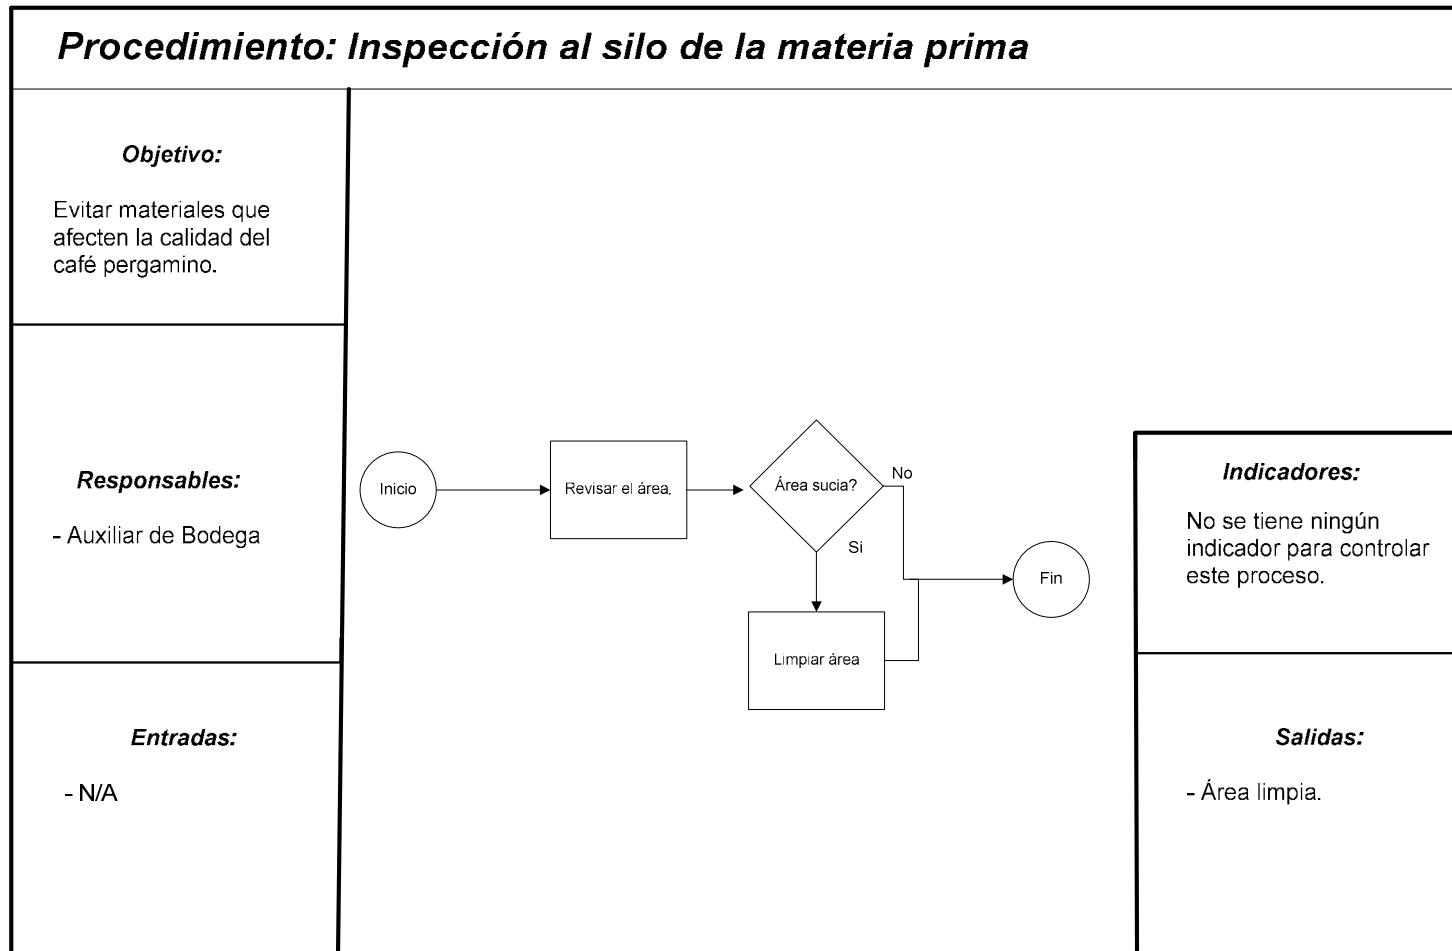 Procedimiento: Inspección al silo de la materia prima
Objetivo:
Evitar materiales que
afecten la calidad del
café pergamino.
Responsables:
- Auxiliar de Bodega
Entradas:
- N/A
Inicio
Revisar el área.
Área sucia?
No
Si
Limpiar área
Fin
Indicadores:
No se tiene ningún
indicador para controlar
este proceso.
Salidas:
- Área limpia.